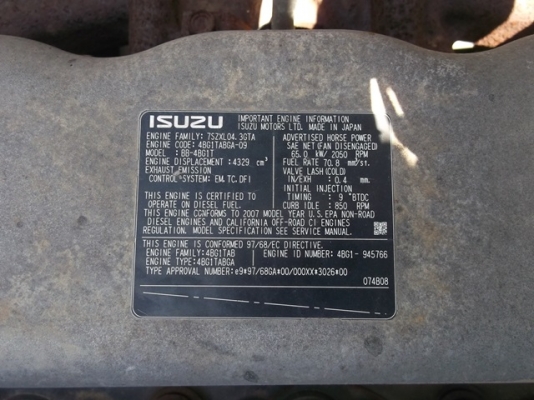 ISUZU IMPORTANT ENGINE INFORMATION
ISUZU MOTORS LTD. MADE IN JAPAN
ENGINE FAMILY: 7SZXL04.3GTA
ENGINE CODE: 4BG1TABGA-09
MODEL: BB-4BG1T
ENGINE DISPLACEMENT: 4329 cm³
EXHAUST EMISSION
CONTROL SYSTEM: EM, TC, DFI
THIS ENGINE IS CERTIFIED TO
OPERATE ON DIESEL FUEL.
ADVERTISED HORSE POWER
SAE NET (FAN DISENGAGED)
65.0 kW/ 2050 RPM
FUEL RATE: 70.8 mm³/st.
VALVE LASH(COLD)
IN/EXH : 0.4 mm.
INITIAL INJECTION
TIMING : 9 °BTDC
CURB IDLE : 850 RPM
THIS ENGINE CONFORMS TO 2007 MODEL YEAR U.S.EPA NON-ROAD
DIESEL ENGINES AND CALIFORNIA OFF-ROAD CI ENGINES
REGULATION. MODEL SPECIFICATION SEE SERVICE MANUAL.
THIS ENGINE IS CONFORMED 97/68/EC DIRECTIVE.
ENGINE FAMILY:4BG1TAB ENGINE ID NUMBER: 4BG1- 945766
ENGINE TYPE:4BG1TABGA
TYPE APPROVAL NUMBER: e9*97/68GA*00/000XX*3026*00
074B08